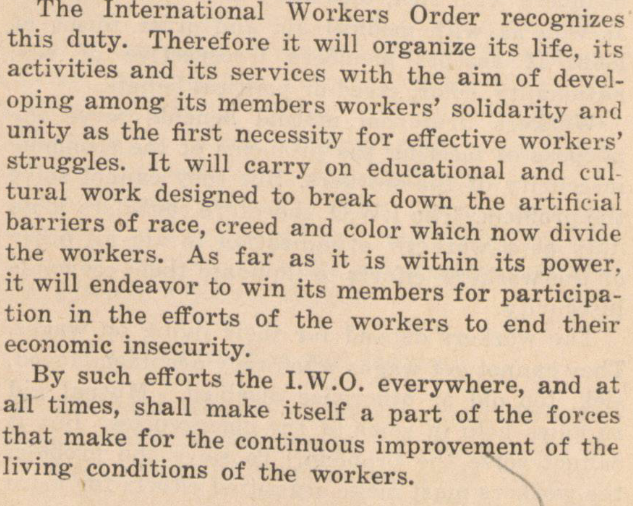 The International Workers Order recognizes
this duty. Therefore it will organize its life, its
activities and its services with the aim of devel-
oping among its members workers' solidarity and
unity as the first necessity for effective workers'
struggles. It will carry on educational and cul-
tural work designed to break down the artificial
barriers of race, creed and color which now divide
the workers. As far as it is within its power,
it will endeavor to win its members for participa-
tion in the efforts of the workers to end their
economic insecurity.
By such efforts the I.W.O. everywhere, and at
all times, shall make itself a part of the forces
that make for the continuous improvement of the
living conditions of the workers.